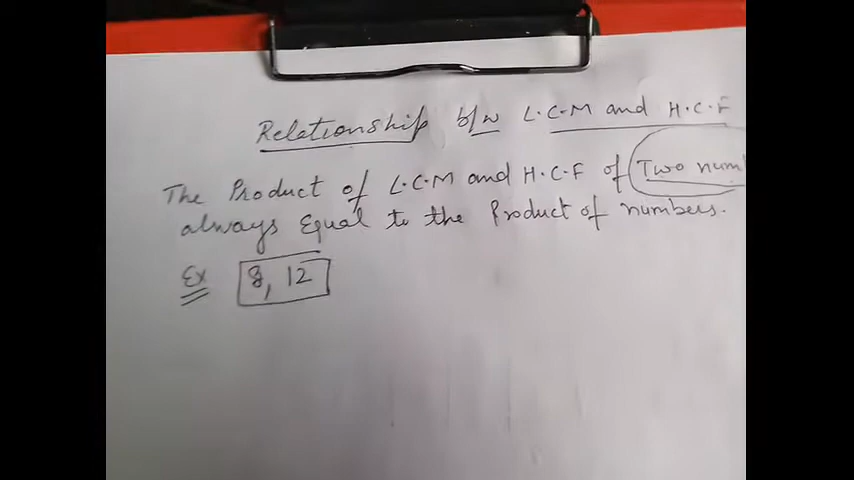 Relationship b/w L.C.M and H.C.F
The Product of L.C.M and H.C.F of Two num
always Equal to the Product of numbers.
Ex 8, 12